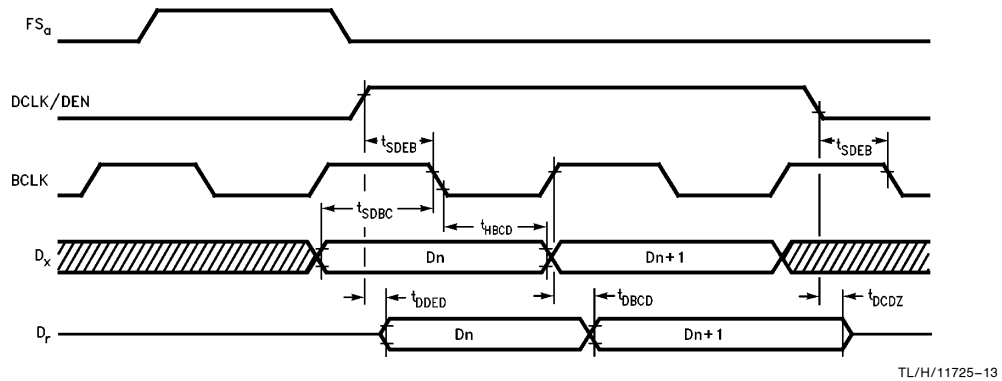 FSa
DCLK/DEN
tSDEB
tSDEB
BCLK
tSDBC
tHBCD
Dx
Dn
Dn+1
tDDED
tDBCD
tDCDZ
Dr
Dn
Dn+1
TL/H/11725–13